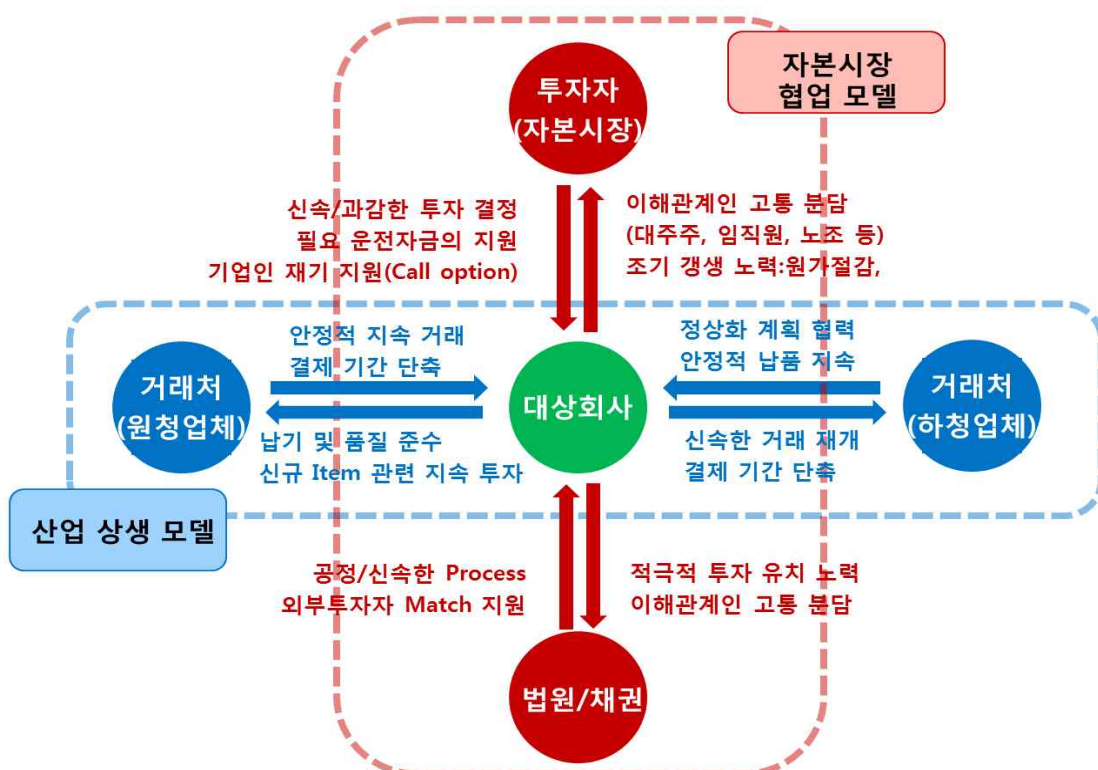 자본시장
협업 모델
투자자
(자본시장)
신속/과감한 투자 결정
필요 운전자금의 지원
기업인 재기 지원(Call option)
이해관계인 고통 분담
(대주주, 임직원, 노조 등)
조기 갱생 노력:원가절감,
안정적 지속 거래
결제 기간 단축
정상화 계획 협력
안정적 납품 지속
거래처
(원청업체)
대상회사
거래처
(하청업체)
납기 및 품질 준수
신규 Item 관련 지속 투자
신속한 거래 재개
결제 기간 단축
산업 상생 모델
공정/신속한 Process
외부투자자 Match 지원
적극적 투자 유치 노력
이해관계인 고통 분담
법원/채권